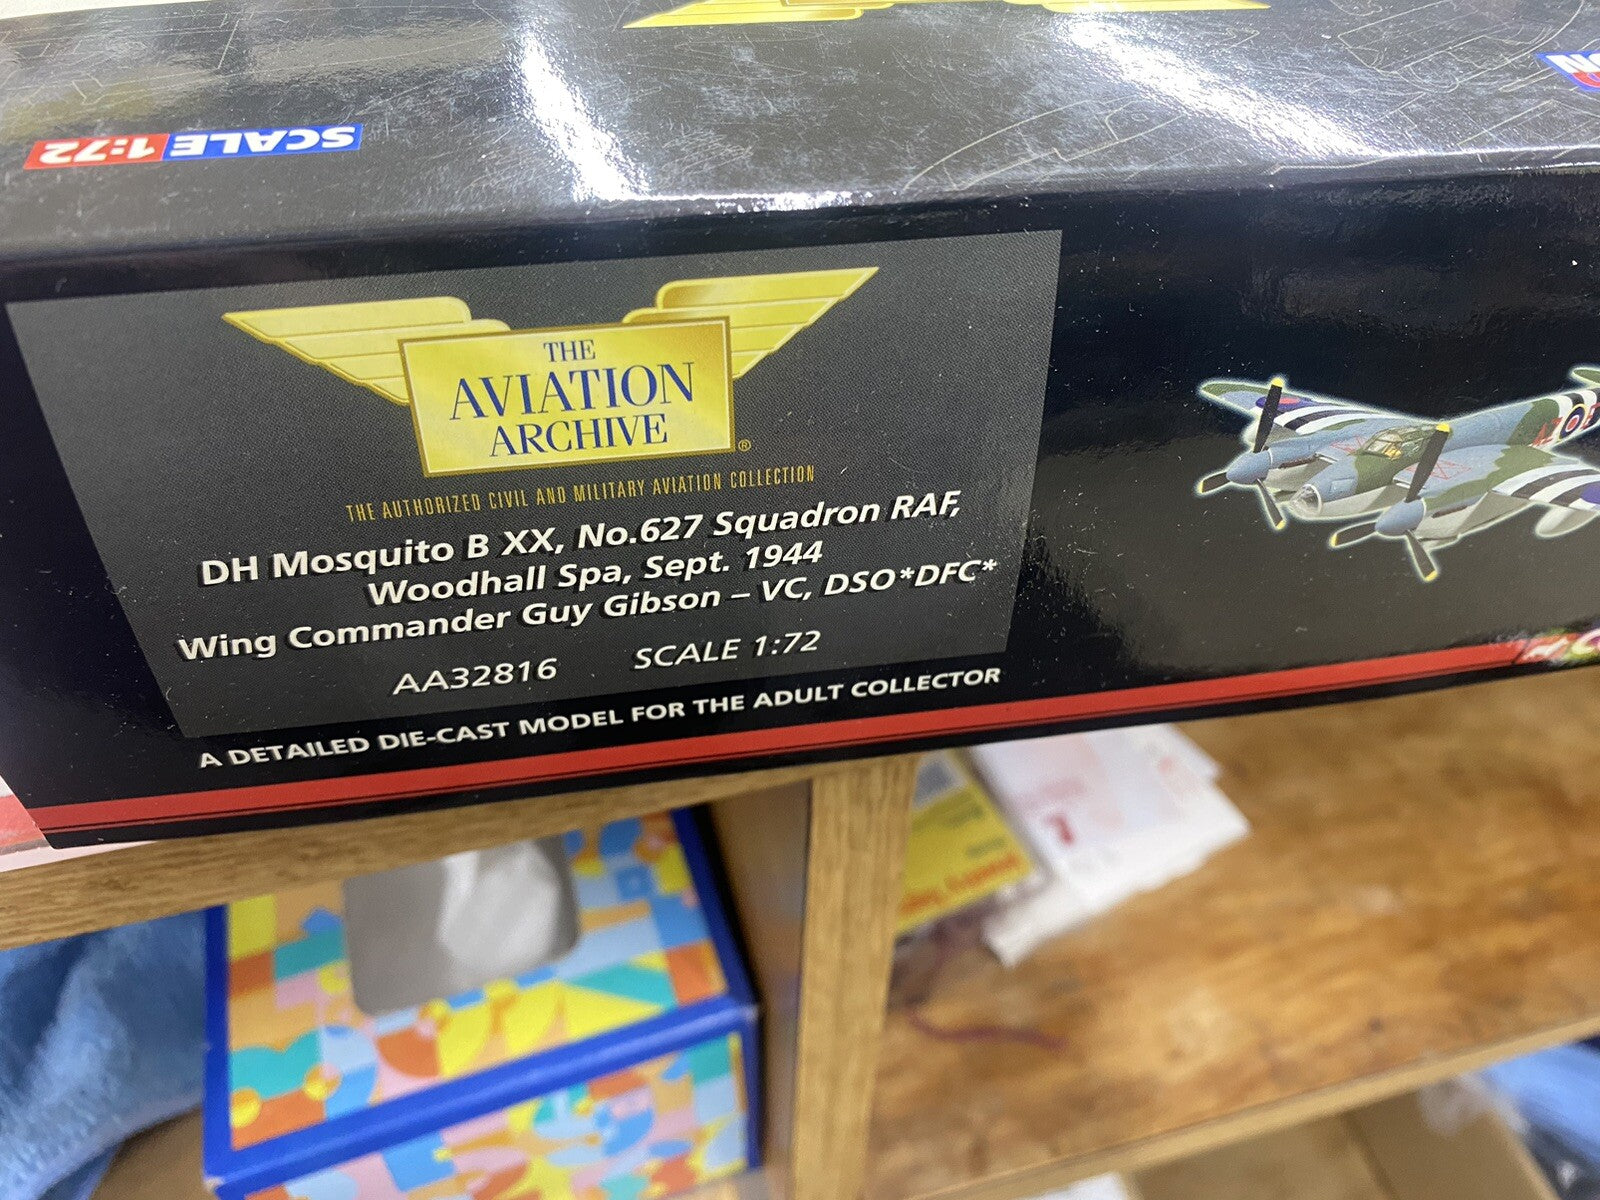 SCALE 1:72
THE
AVIATION
ARCHIVE
®
THE AUTHORIZED CIVIL AND MILITARY AVIATION COLLECTION
DH Mosquito B XX, No.627 Squadron RAF,
Woodhall Spa, Sept. 1944
Wing Commander Guy Gibson – VC, DSO*DFC*
AA32816 SCALE 1:72
A DETAILED DIE-CAST MODEL FOR THE ADULT COLLECTOR